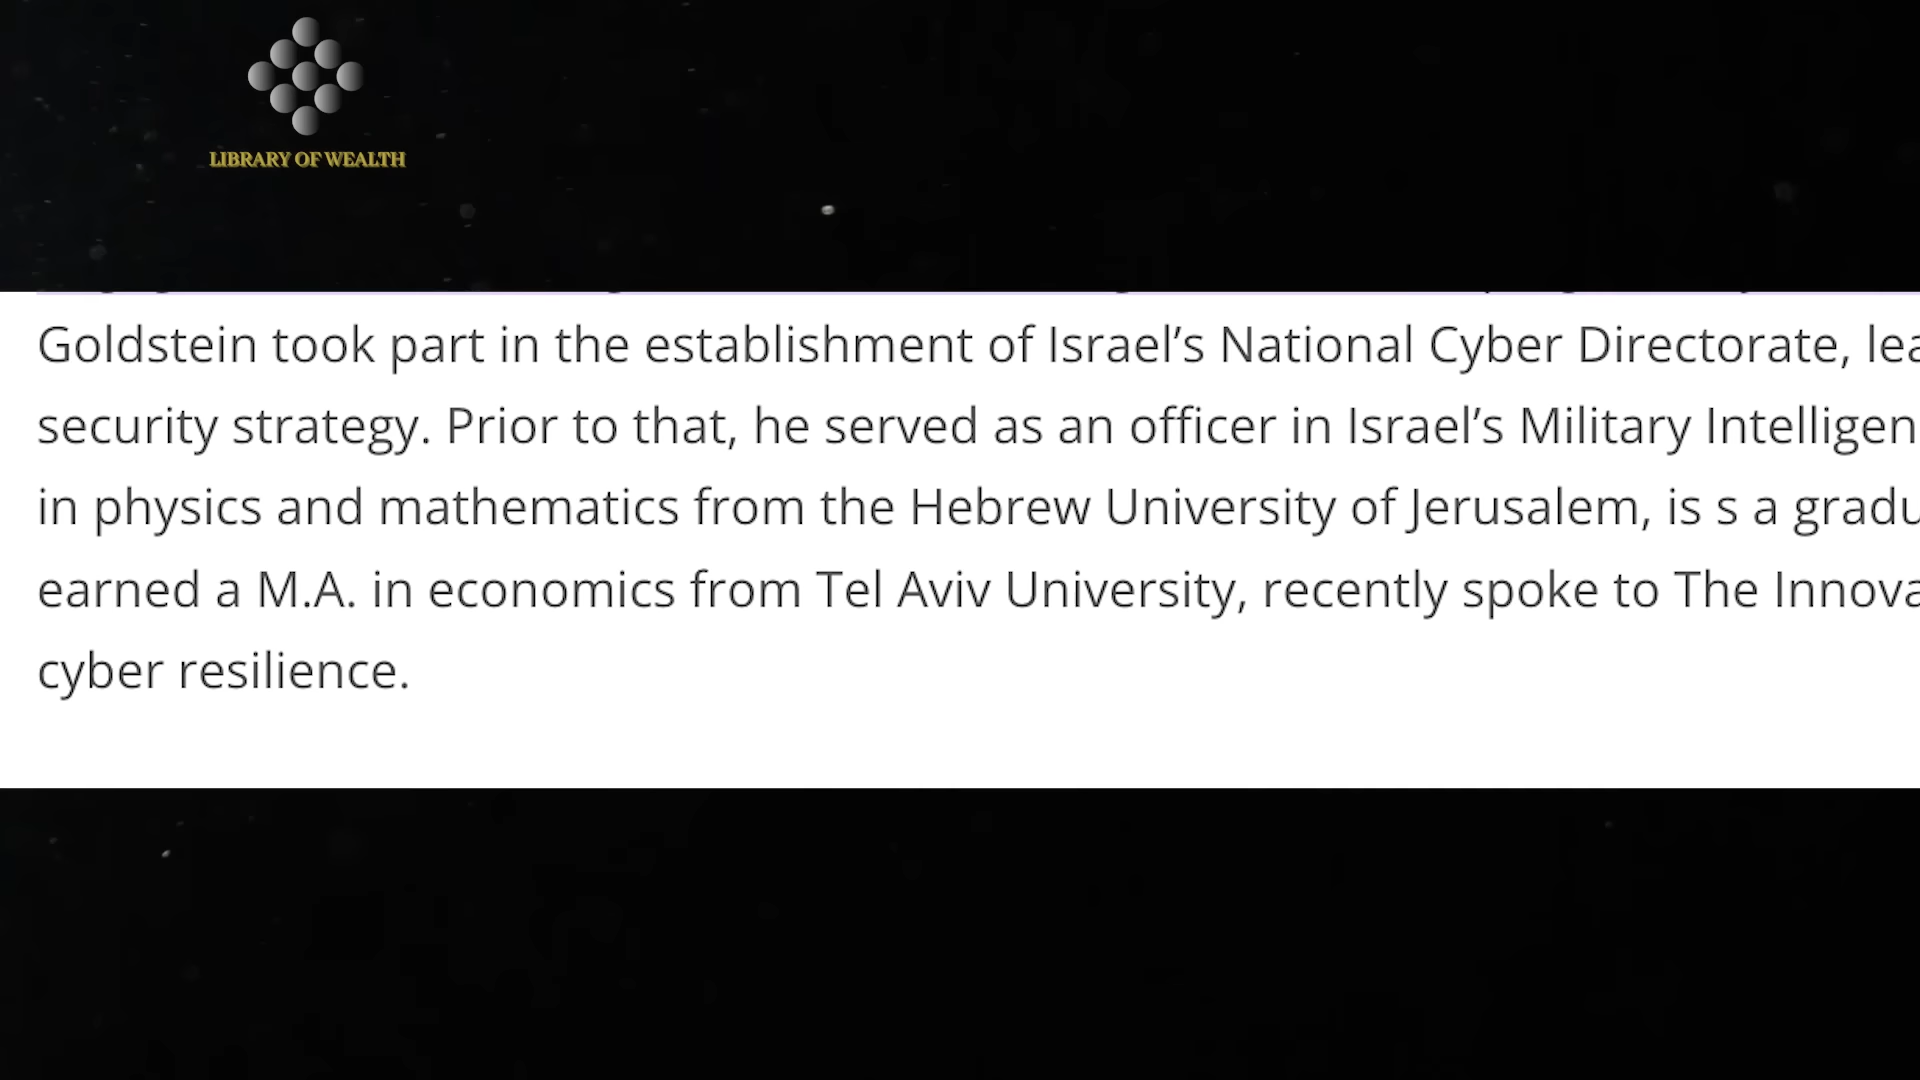 LIBRARY OF WEALTH
Goldstein took part in the establishment of Israel’s National Cyber Directorate,
security strategy. Prior to that, he served as an officer in Israel’s Military
in physics and mathematics from the Hebrew University of Jerusalem, is s a
earned a M.A. in economics from Tel Aviv University, recently spoke to The
cyber resilience.